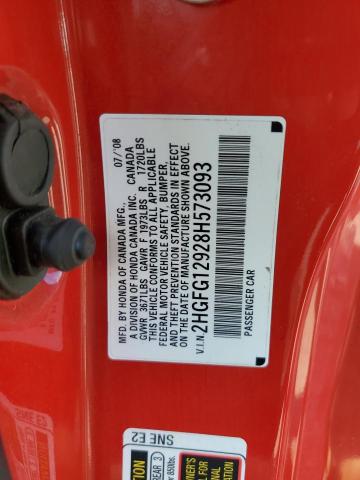 MFD. BY HONDA OF CANADA MFG., 07/'08
A DIVISION OF HONDA CANADA INC. CANADA
GVWR 3671LBS GAWR F 1973LBS R 1720LBS
THIS VEHICLE CONFORMS TO ALL APPLICABLE
FEDERAL MOTOR VEHICLE SAFETY, BUMPER,
AND THEFT PREVENTION STANDARDS IN EFFECT
ON THE DATE OF MANUFACTURE SHOWN ABOVE.
V.I.N. 2HGFG12928H573093
PASSENGER CAR
SNE E2
REAR 3